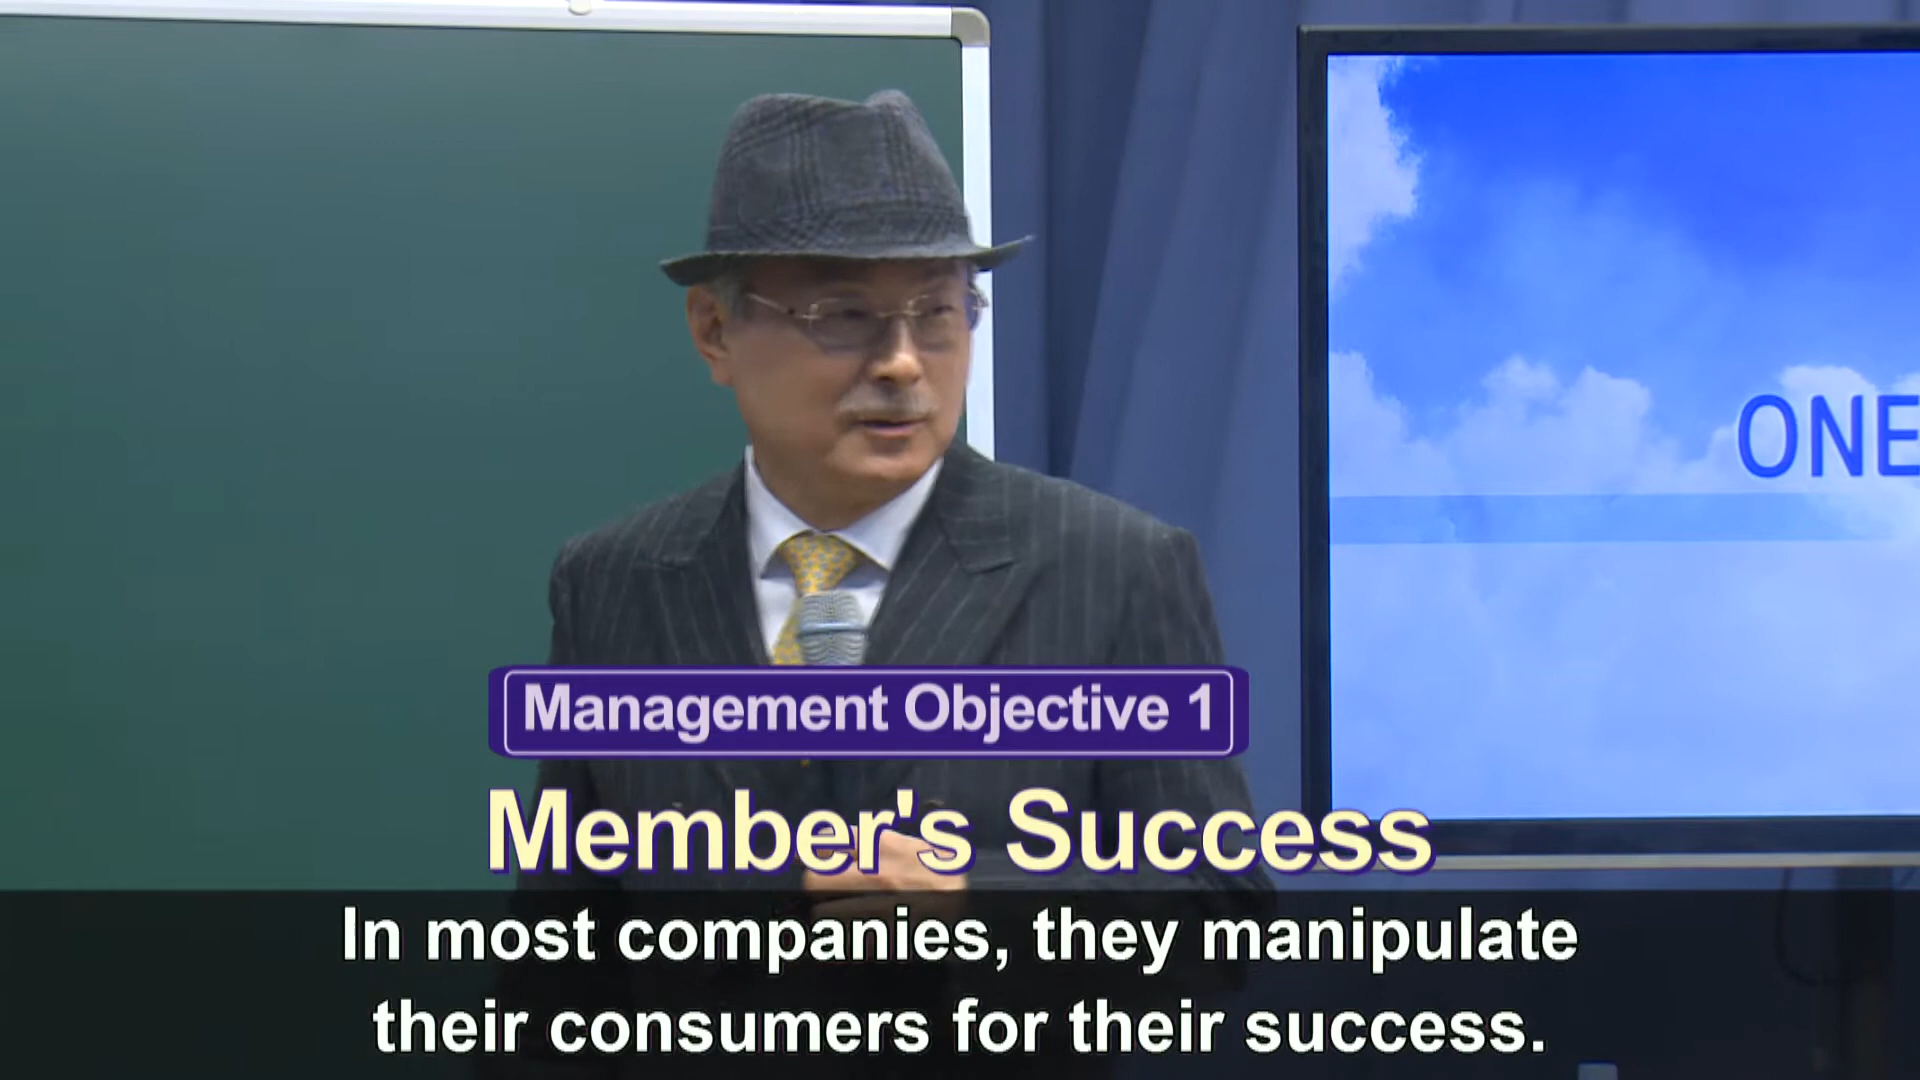 ONE
Management Objective 1
Member's Success
In most companies, they manipulate
their consumers for their success.